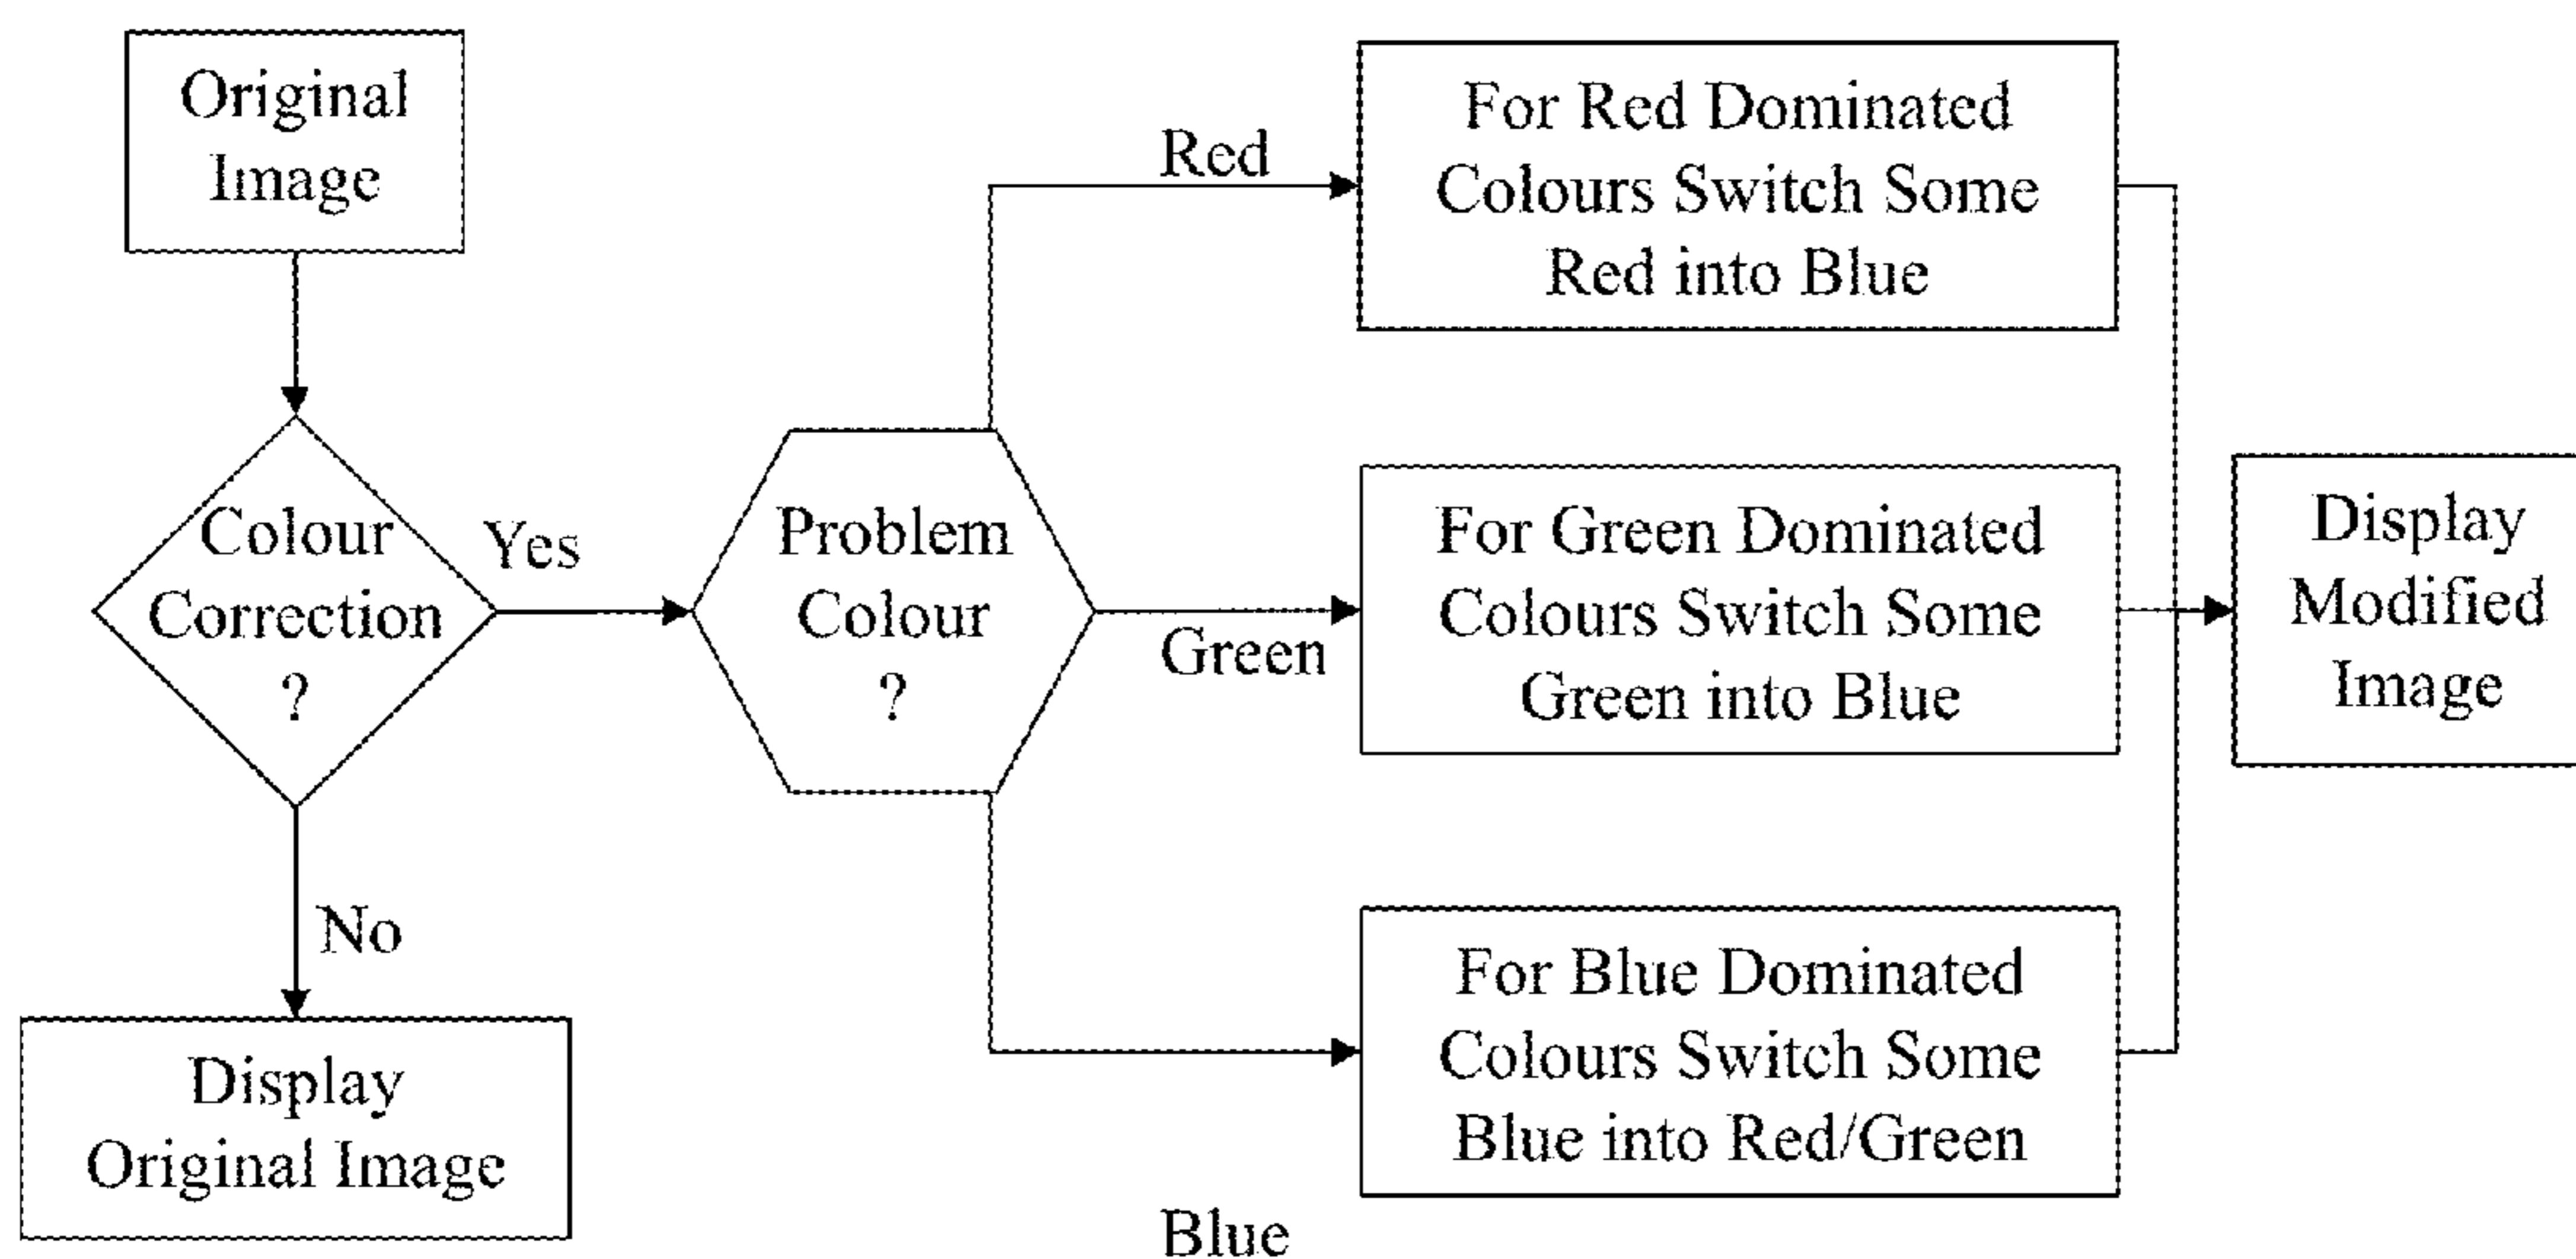 Original
Image
Colour
Correction
?
Yes
No
Display
Original Image
Problem
Colour
?
Red
For Red Dominated
Colours Switch Some
Red into Blue
Green
For Green Dominated
Colours Switch Some
Green into Blue
Blue
For Blue Dominated
Colours Switch Some
Blue into Red/Green
Display
Modified
Image